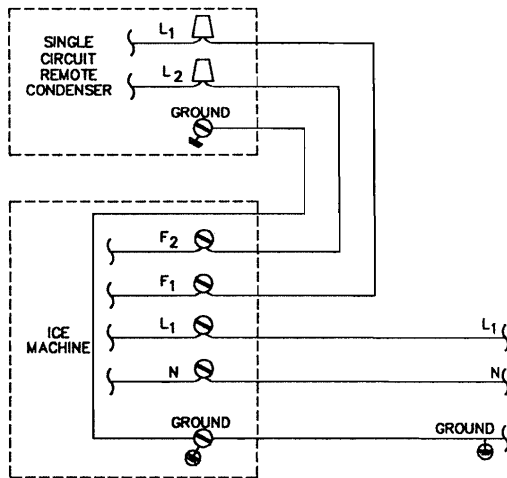 SINGLE
CIRCUIT
REMOTE
CONDENSER
L1
L2
GROUND
F2
F1
ICE
MACHINE
L1
L1
N
N
GROUND
GROUND